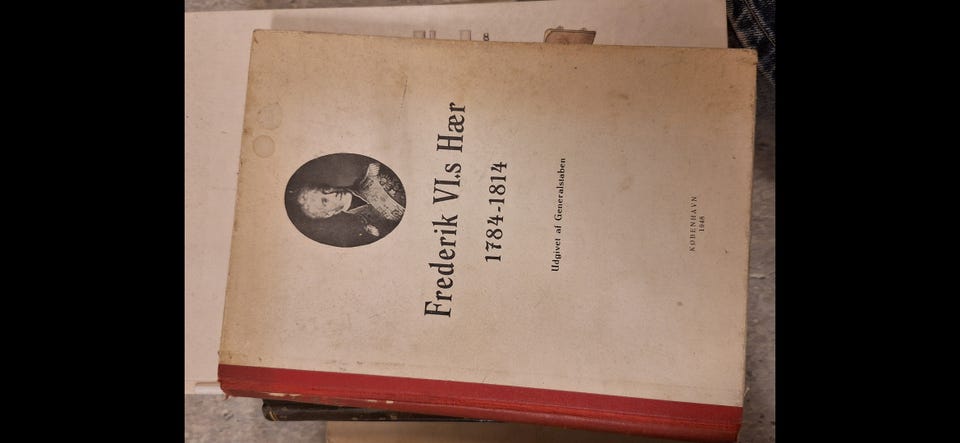 Frederik VI.s Hær
1784-1814
Udgivet af Generalstaben
KØBENHAVN
1948